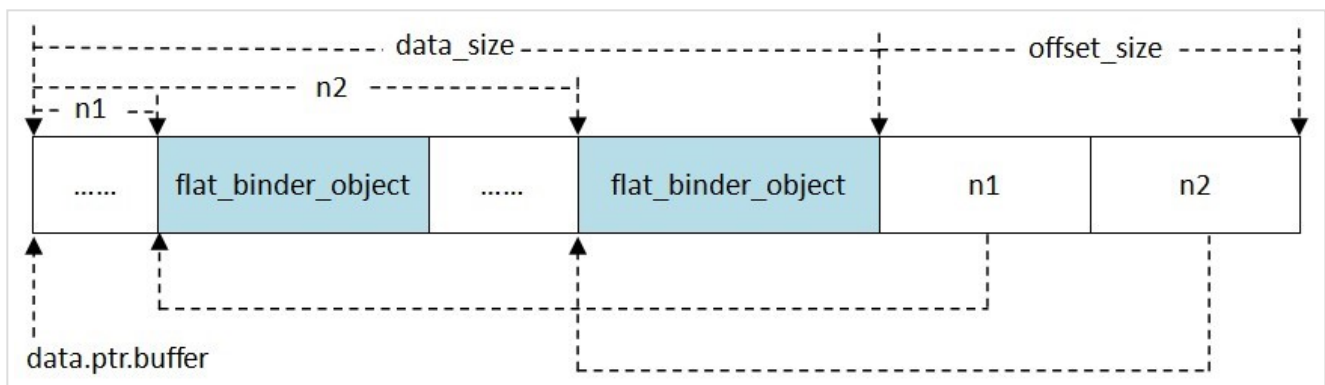 data_size
offset_size
n2
n1
......
flat_binder_object
......
flat_binder_object
n1
n2
data.ptr.buffer